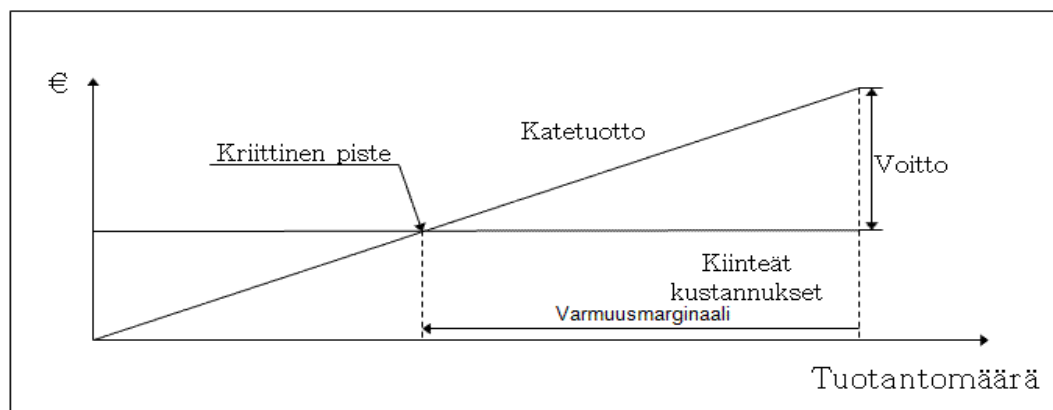 €
Katetuotto
Kriittinen piste
Voitto
Kiinteät
kustannukset
Varmuusmarginaali
Tuotantomäärä